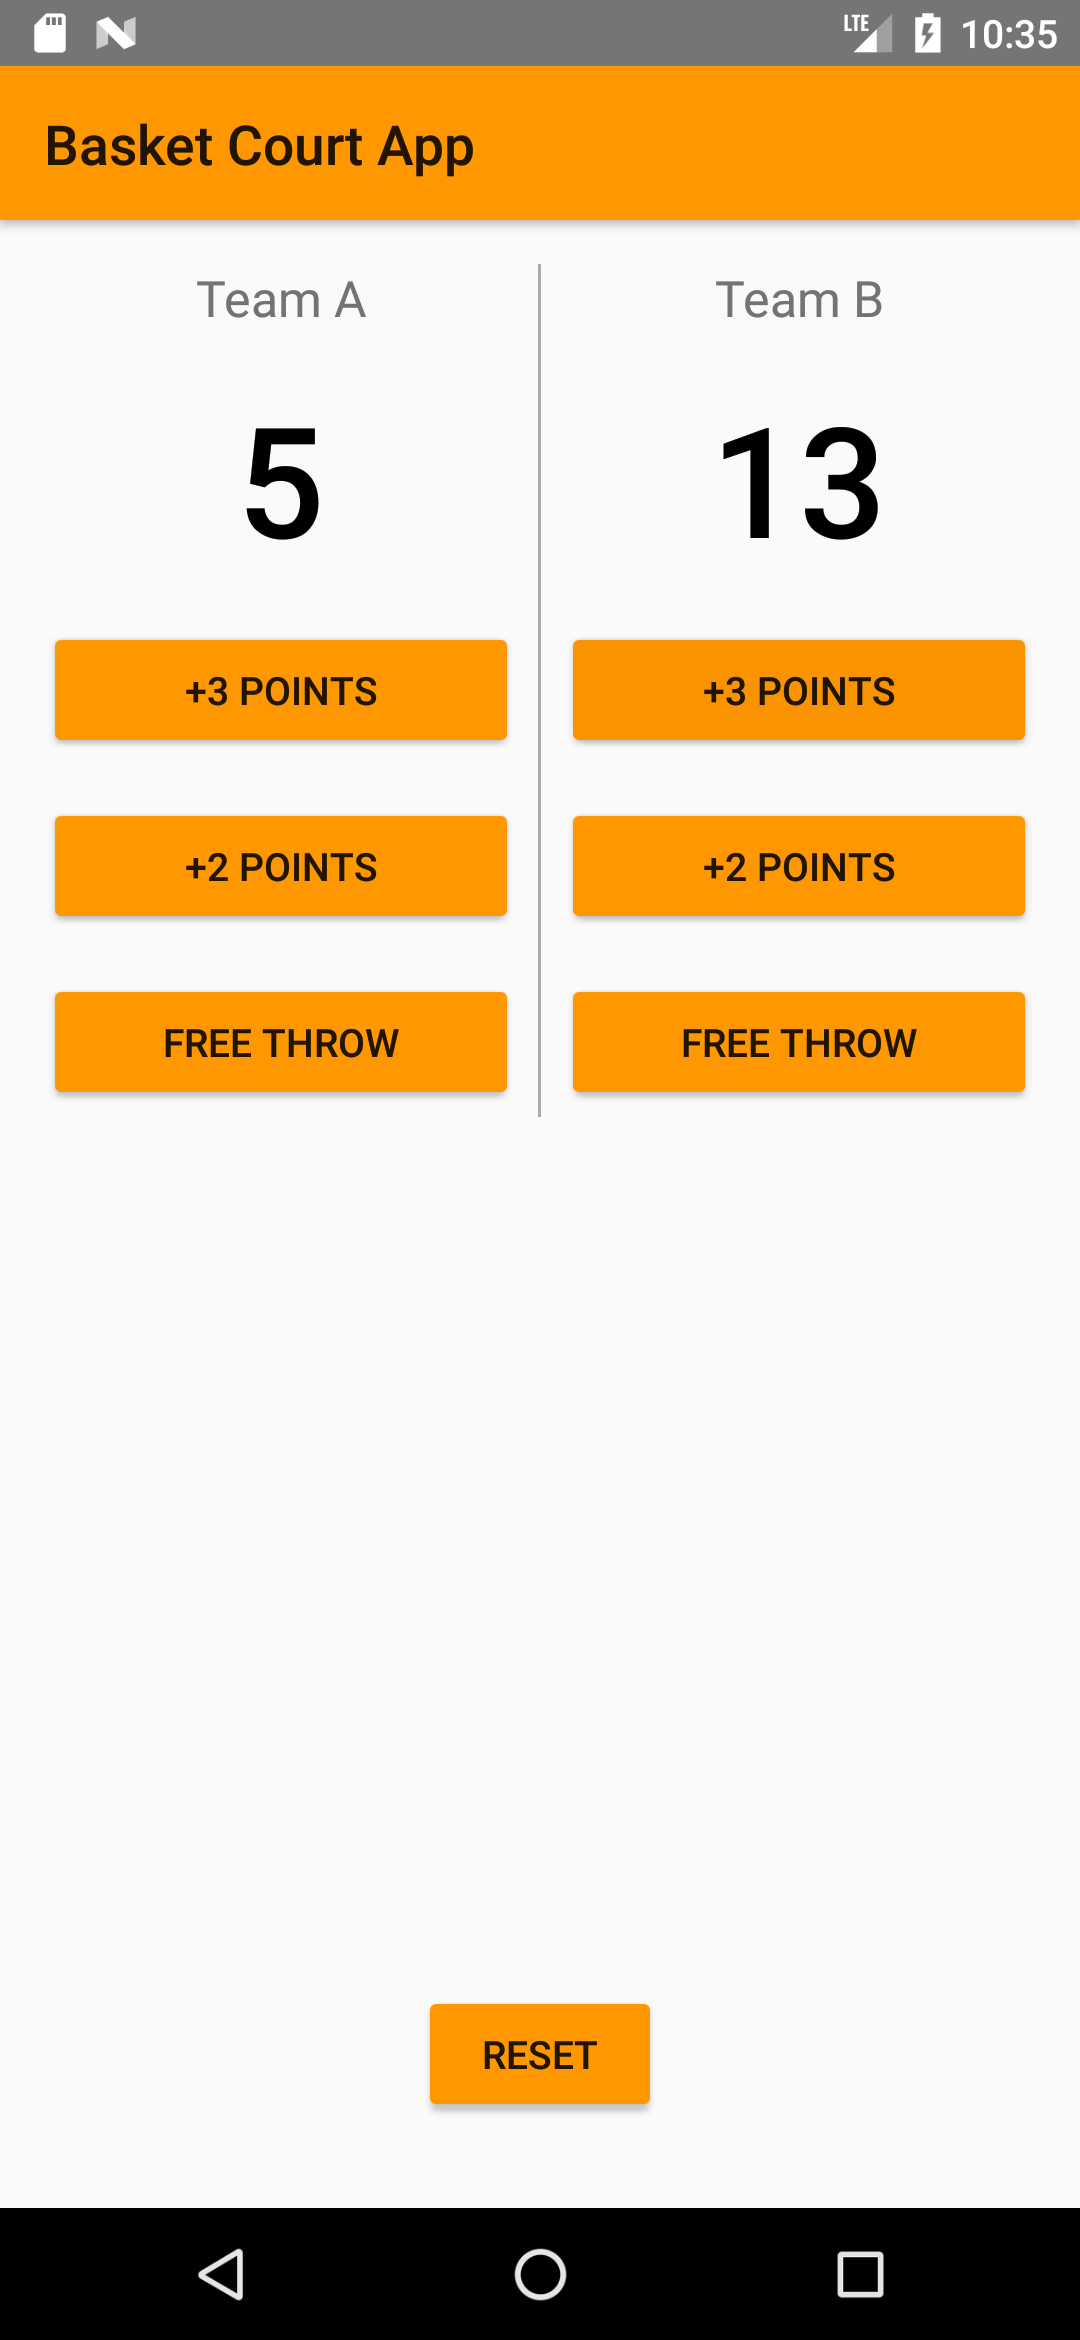 LTE 10:35
Basket Court App
Team A
5
+3 POINTS
+2 POINTS
FREE THROW
Team B
13
+3 POINTS
+2 POINTS
FREE THROW
RESET